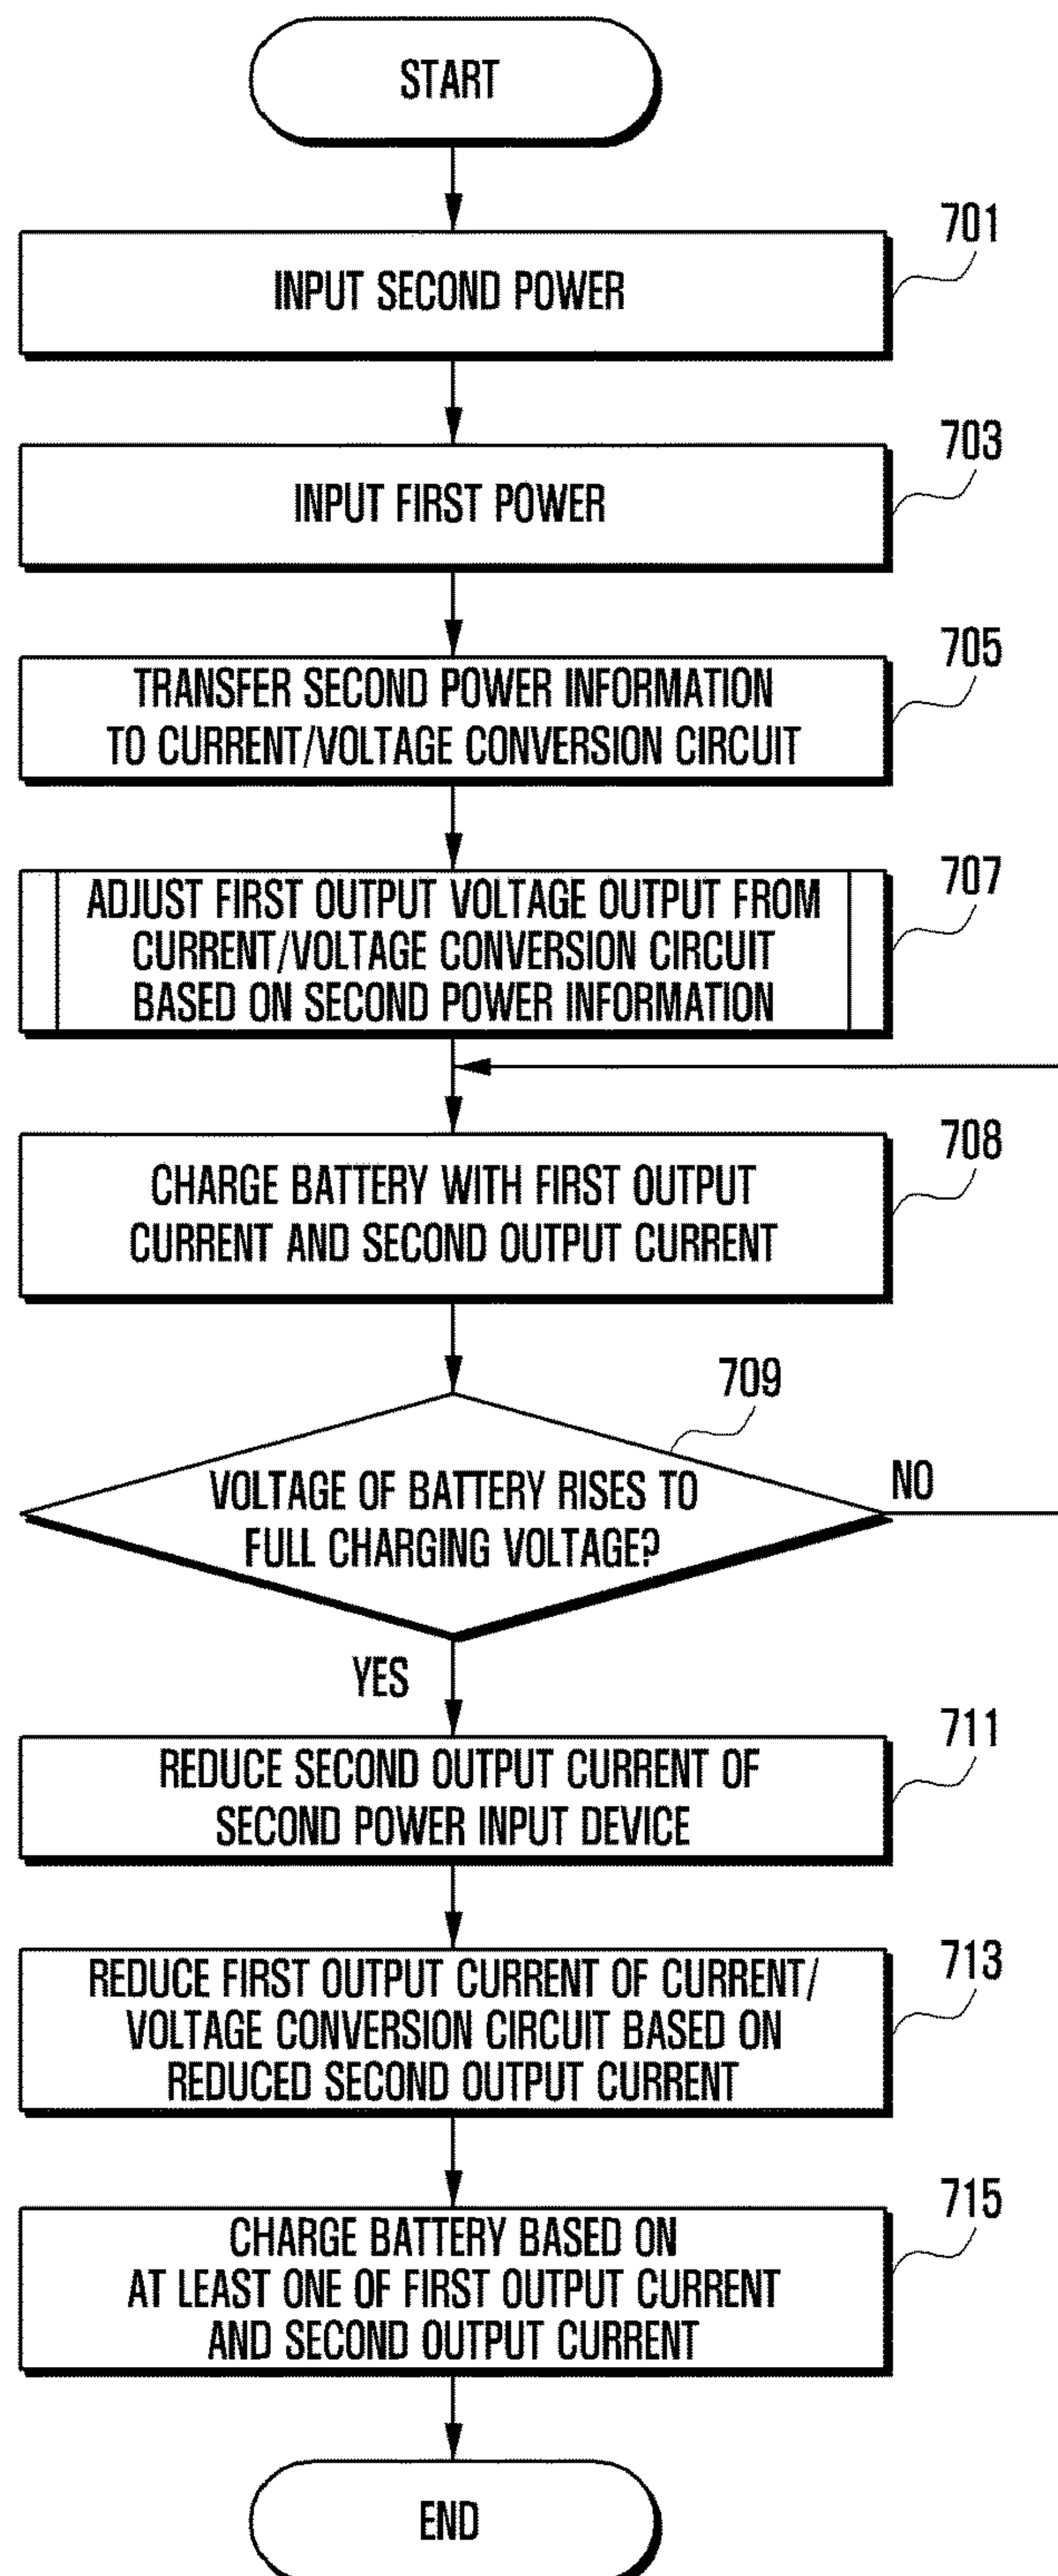 START
701
INPUT SECOND POWER
703
INPUT FIRST POWER
705
TRANSFER SECOND POWER INFORMATION
TO CURRENT/VOLTAGE CONVERSION CIRCUIT
707
ADJUST FIRST OUTPUT VOLTAGE OUTPUT FROM
CURRENT/VOLTAGE CONVERSION CIRCUIT
BASED ON SECOND POWER INFORMATION
708
CHARGE BATTERY WITH FIRST OUTPUT
CURRENT AND SECOND OUTPUT CURRENT
709
VOLTAGE OF BATTERY RISES TO
FULL CHARGING VOLTAGE?
NO
YES
711
REDUCE SECOND OUTPUT CURRENT OF
SECOND POWER INPUT DEVICE
713
REDUCE FIRST OUTPUT CURRENT OF CURRENT/
VOLTAGE CONVERSION CIRCUIT BASED ON
REDUCED SECOND OUTPUT CURRENT
715
CHARGE BATTERY BASED ON
AT LEAST ONE OF FIRST OUTPUT CURRENT
AND SECOND OUTPUT CURRENT
END